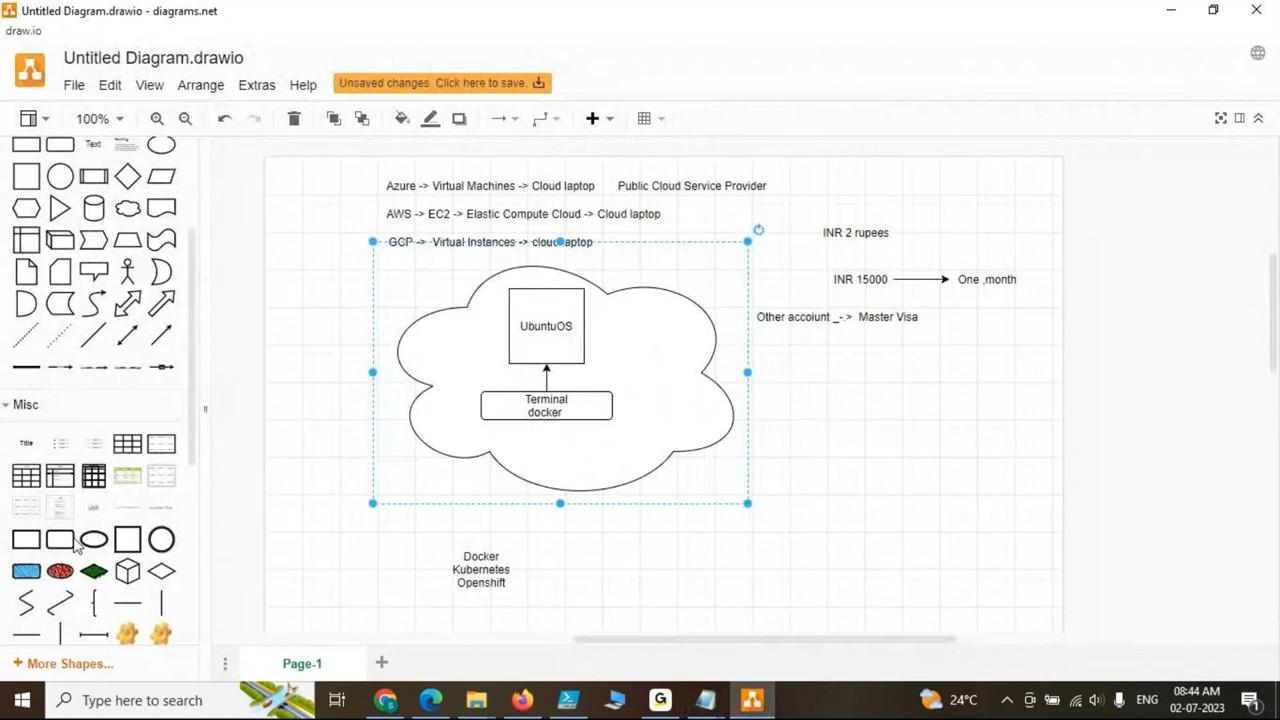 Untitled Diagram.drawio - diagrams.net
draw.io
Untitled Diagram.drawio
File Edit View Arrange Extras Help
Unsaved changes. Click here to save.
100%
Text
Azure -> Virtual Machines -> Cloud laptop Public Cloud Service Provider
AWS -> EC2 -> Elastic Compute Cloud -> Cloud laptop
INR 2 rupees
GCP -> Virtual Instances -> cloud laptop
INR 15000 One ,month
Other accoiunt _-.> Master Visa
UbuntuOS
Terminal
docker
Misc
Title
Docker
Kubernetes
Openshift
+ More Shapes...
Page-1
Type here to search
24°C
ENG
08:44 AM
02-07-2023